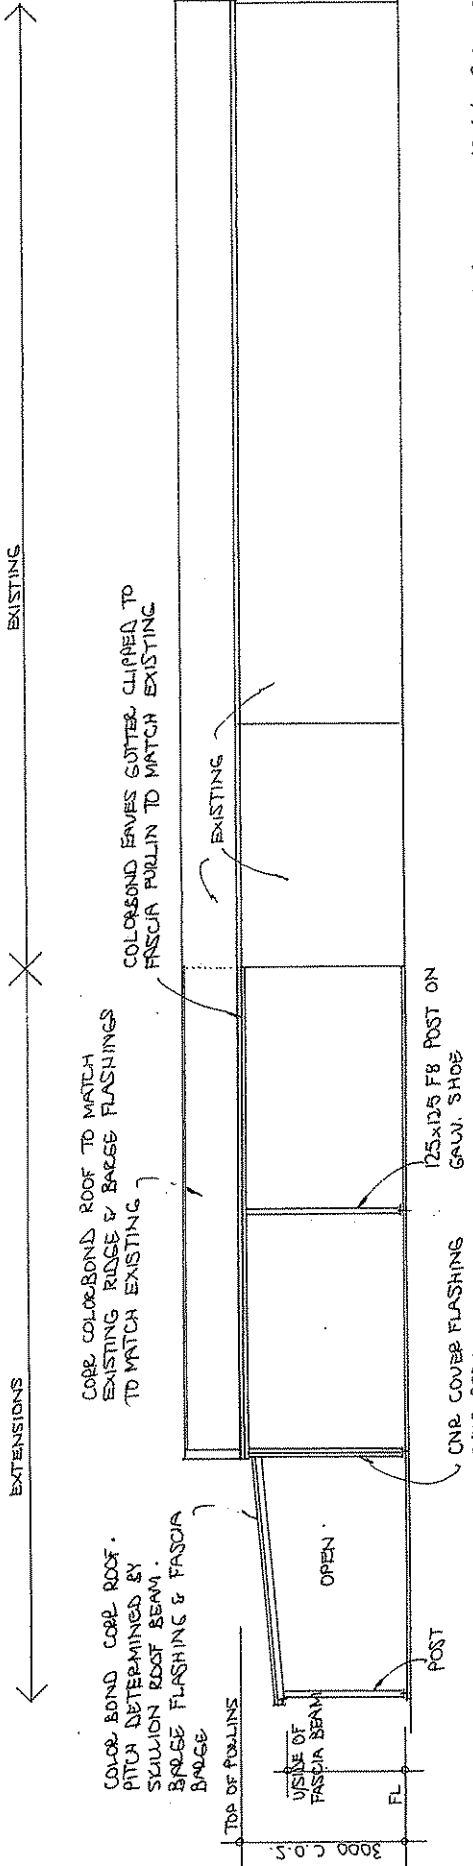 EXTENSIONS
EXISTING
COLOR BOND CORR ROOF.
PITCH DETERMINED BY
SKILLION ROOF BEAM.
BARGE FLASHING & FASCIA
BARGE
CORR COLORBOND ROOF TO MATCH
EXISTING RIDGE & BARGE FLASHINGS
TO MATCH EXISTING
COLORBOND EAVES GUTTER CLIPPED TO
FASCIA PURLIN TO MATCH EXISTING
EXISTING
TOP OF PURLINS
U/SIDE OF
FASCIA BEAM
FL
3000 C.O.S.
OPEN.
POST
CNR COVER FLASHING
125x125 F8 POST ON
GALV. SHOE